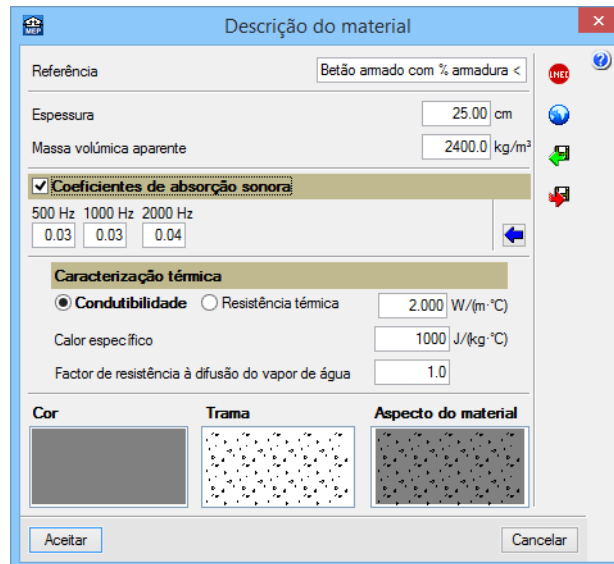 MEP
Descrição do material
×
Referência Betão armado com % armadura <
LNEC
?
Espessura 25.00 cm
Massa volúmica aparente 2400.0 kg/m³
Coeficientes de absorção sonora
500 Hz 1000 Hz 2000 Hz
0.03 0.03 0.04
Caracterização térmica
Condutibilidade Resistência térmica 2.000 W/(m·°C)
Calor específico 1000 J/(kg·°C)
Factor de resistência à difusão do vapor de água 1.0
Cor Trama Aspecto do material
Aceitar Cancelar